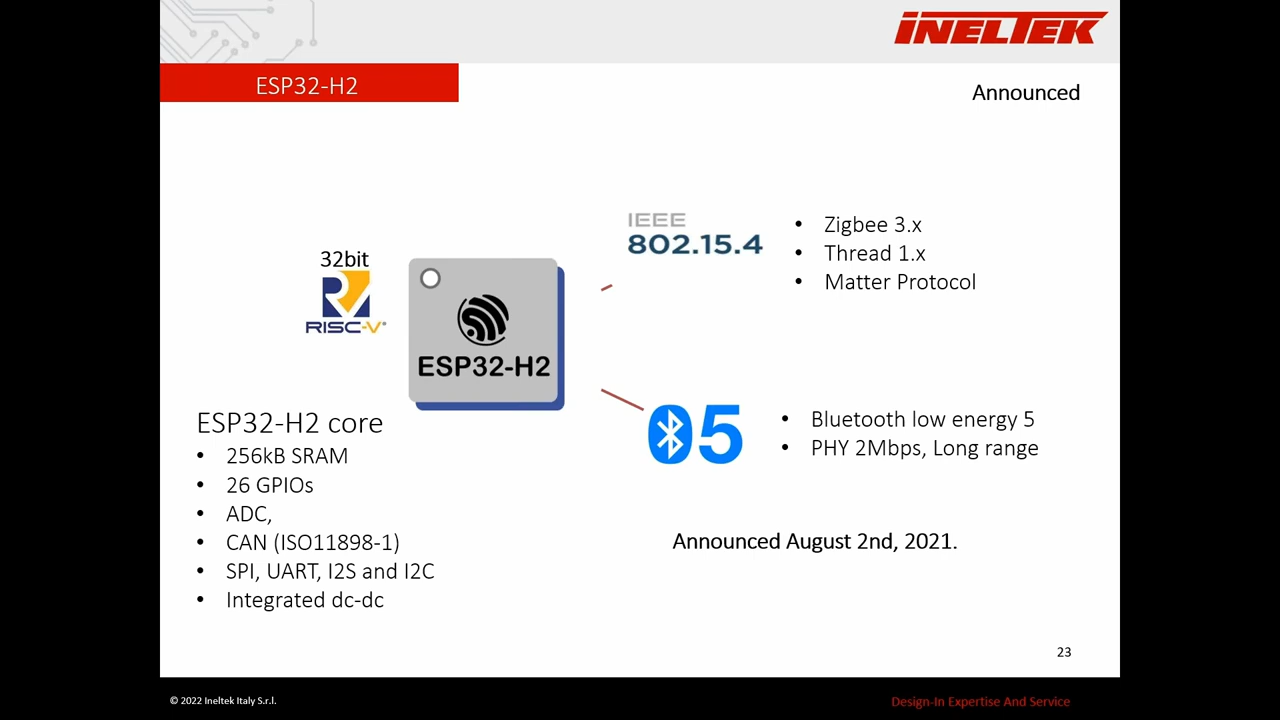 INELTEK
ESP32-H2
Announced
IEEE
802.15.4
• Zigbee 3.x
• Thread 1.x
• Matter Protocol
32bit
RISC-V®
ESP32-H2
ESP32-H2 core
• 256kB SRAM
• 26 GPIOs
• ADC,
• CAN (ISO11898-1)
• SPI, UART, I2S and I2C
• Integrated dc-dc
5
• Bluetooth low energy 5
• PHY 2Mbps, Long range
Announced August 2nd, 2021.
23
© 2022 Ineltek Italy S.r.l.
Design-In Expertise And Service